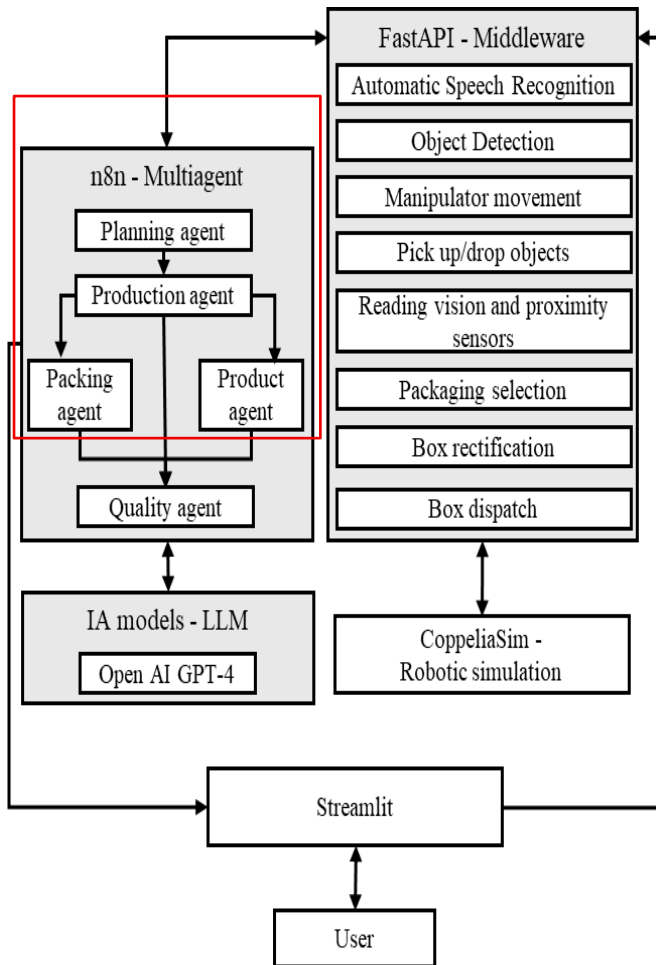 FastAPI - Middleware
Automatic Speech Recognition
Object Detection
Manipulator movement
Pick up/drop objects
Reading vision and proximity
sensors
Packaging selection
Box rectification
Box dispatch
n8n - Multiagent
Planning agent
Production agent
Packing
agent
Product
agent
Quality agent
IA models - LLM
Open AI GPT-4
CoppeliaSim -
Robotic simulation
Streamlit
User